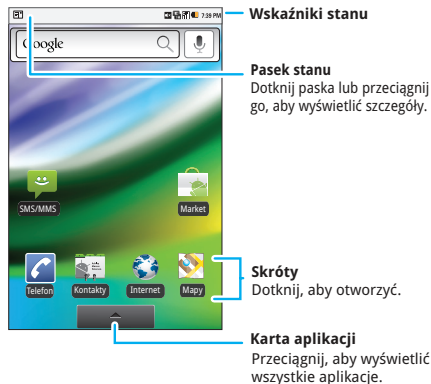 7:39 PM
Wskaźniki stanu
Google
Pasek stanu
Dotknij paska lub przeciągnij
go, aby wyświetlić szczegóły.
SMS/MMS
Market
Telefon
Kontakty
Internet
Mapy
Skróty
Dotknij, aby otworzyć.
Karta aplikacji
Przeciągnij, aby wyświetlić
wszystkie aplikacje.